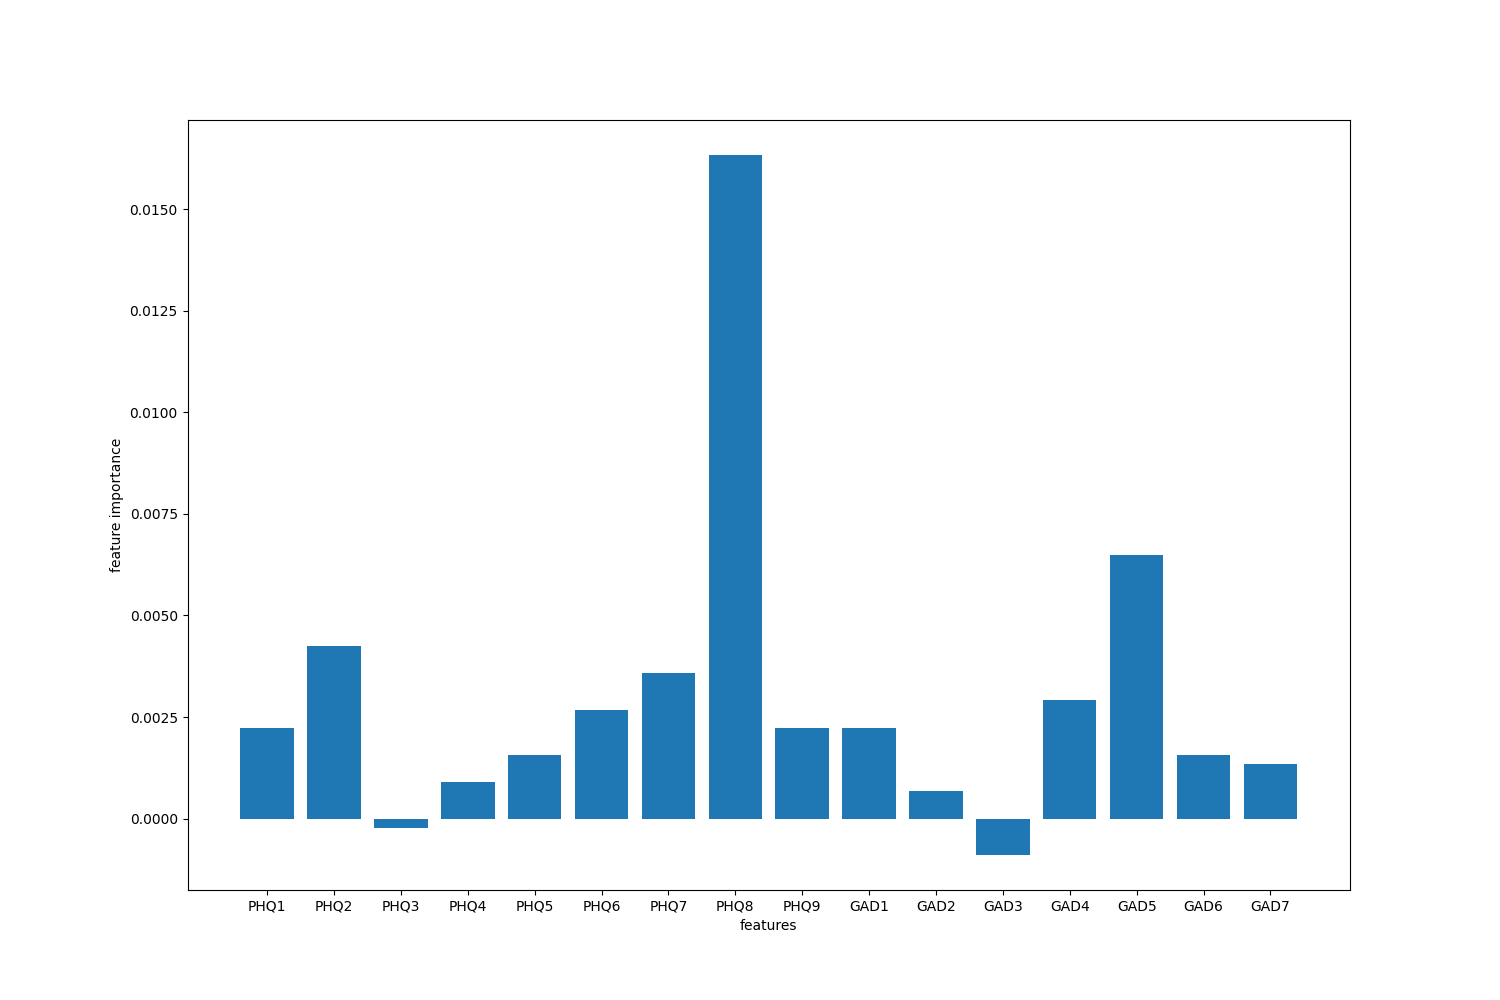 feature importance
0.0150
0.0125
0.0100
0.0075
0.0050
0.0025
0.0000
PHQ1 PHQ2 PHQ3 PHQ4 PHQ5 PHQ6 PHQ7 PHQ8 PHQ9 GAD1 GAD2 GAD3 GAD4 GAD5 GAD6 GAD7
features